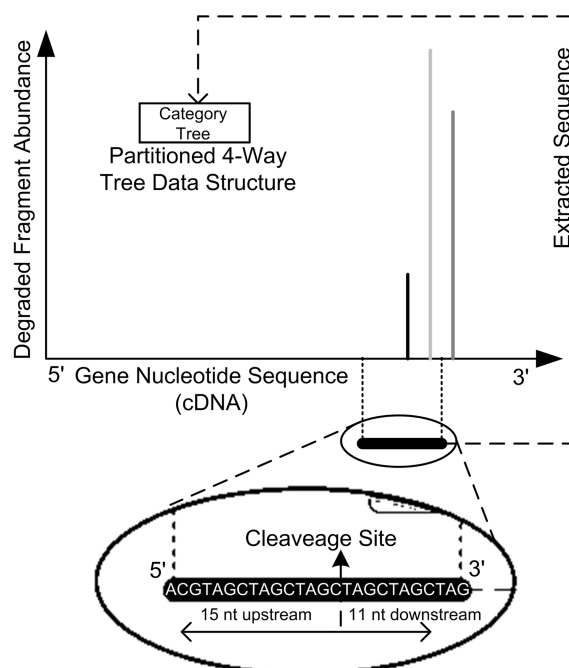 Degraded Fragment Abundance
Category
Tree
Partitioned 4-Way
Tree Data Structure
Extracted Sequence
5'
Gene Nucleotide Sequence
(cDNA)
3'
Cleaveage Site
5'
3'
ACGTAGCTAGCTAGCTAGCTAGCTAG
15 nt upstream
11 nt downstream